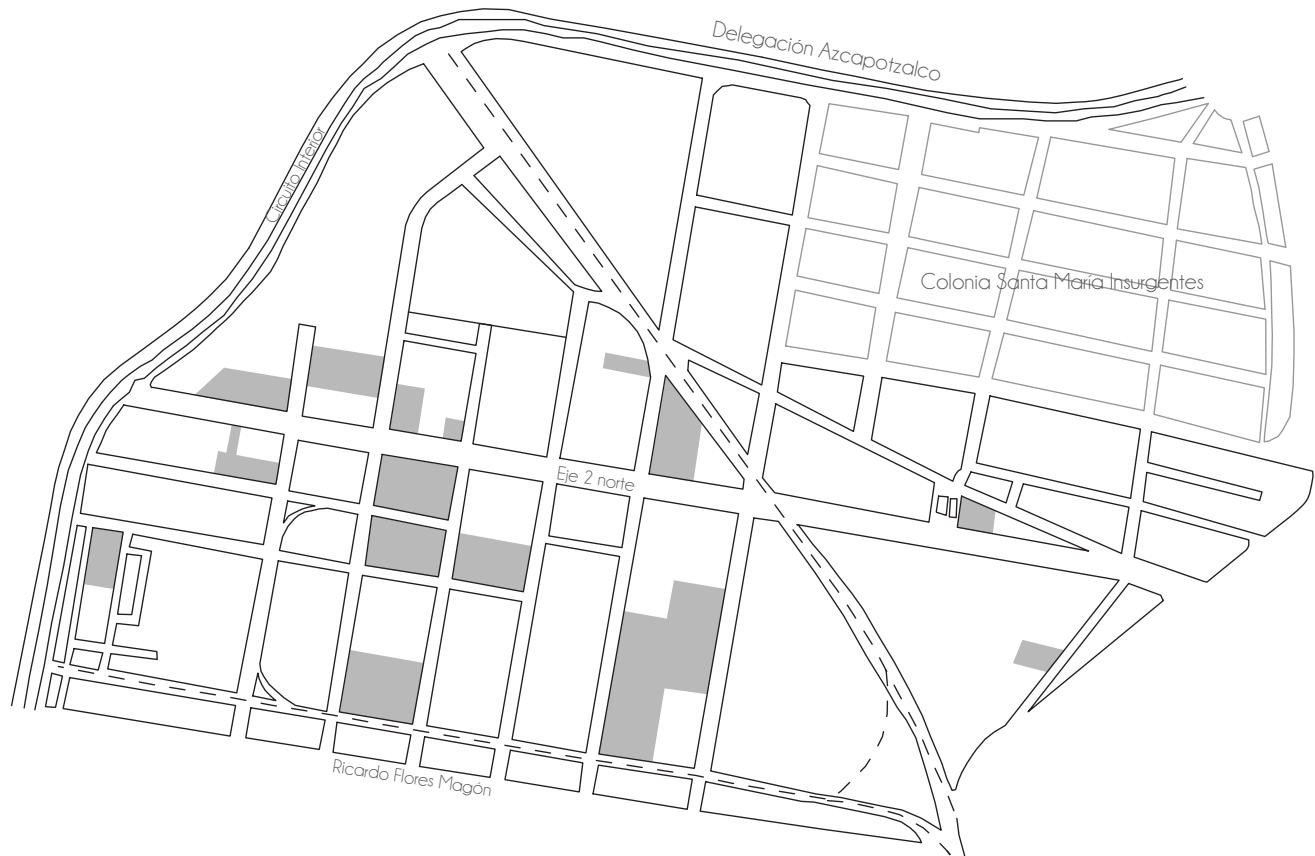 Delegación Azcapotzalco
Circuito Interior
Colonia Santa María Insurgentes
Eje 2 norte
Ricardo Flores Magón